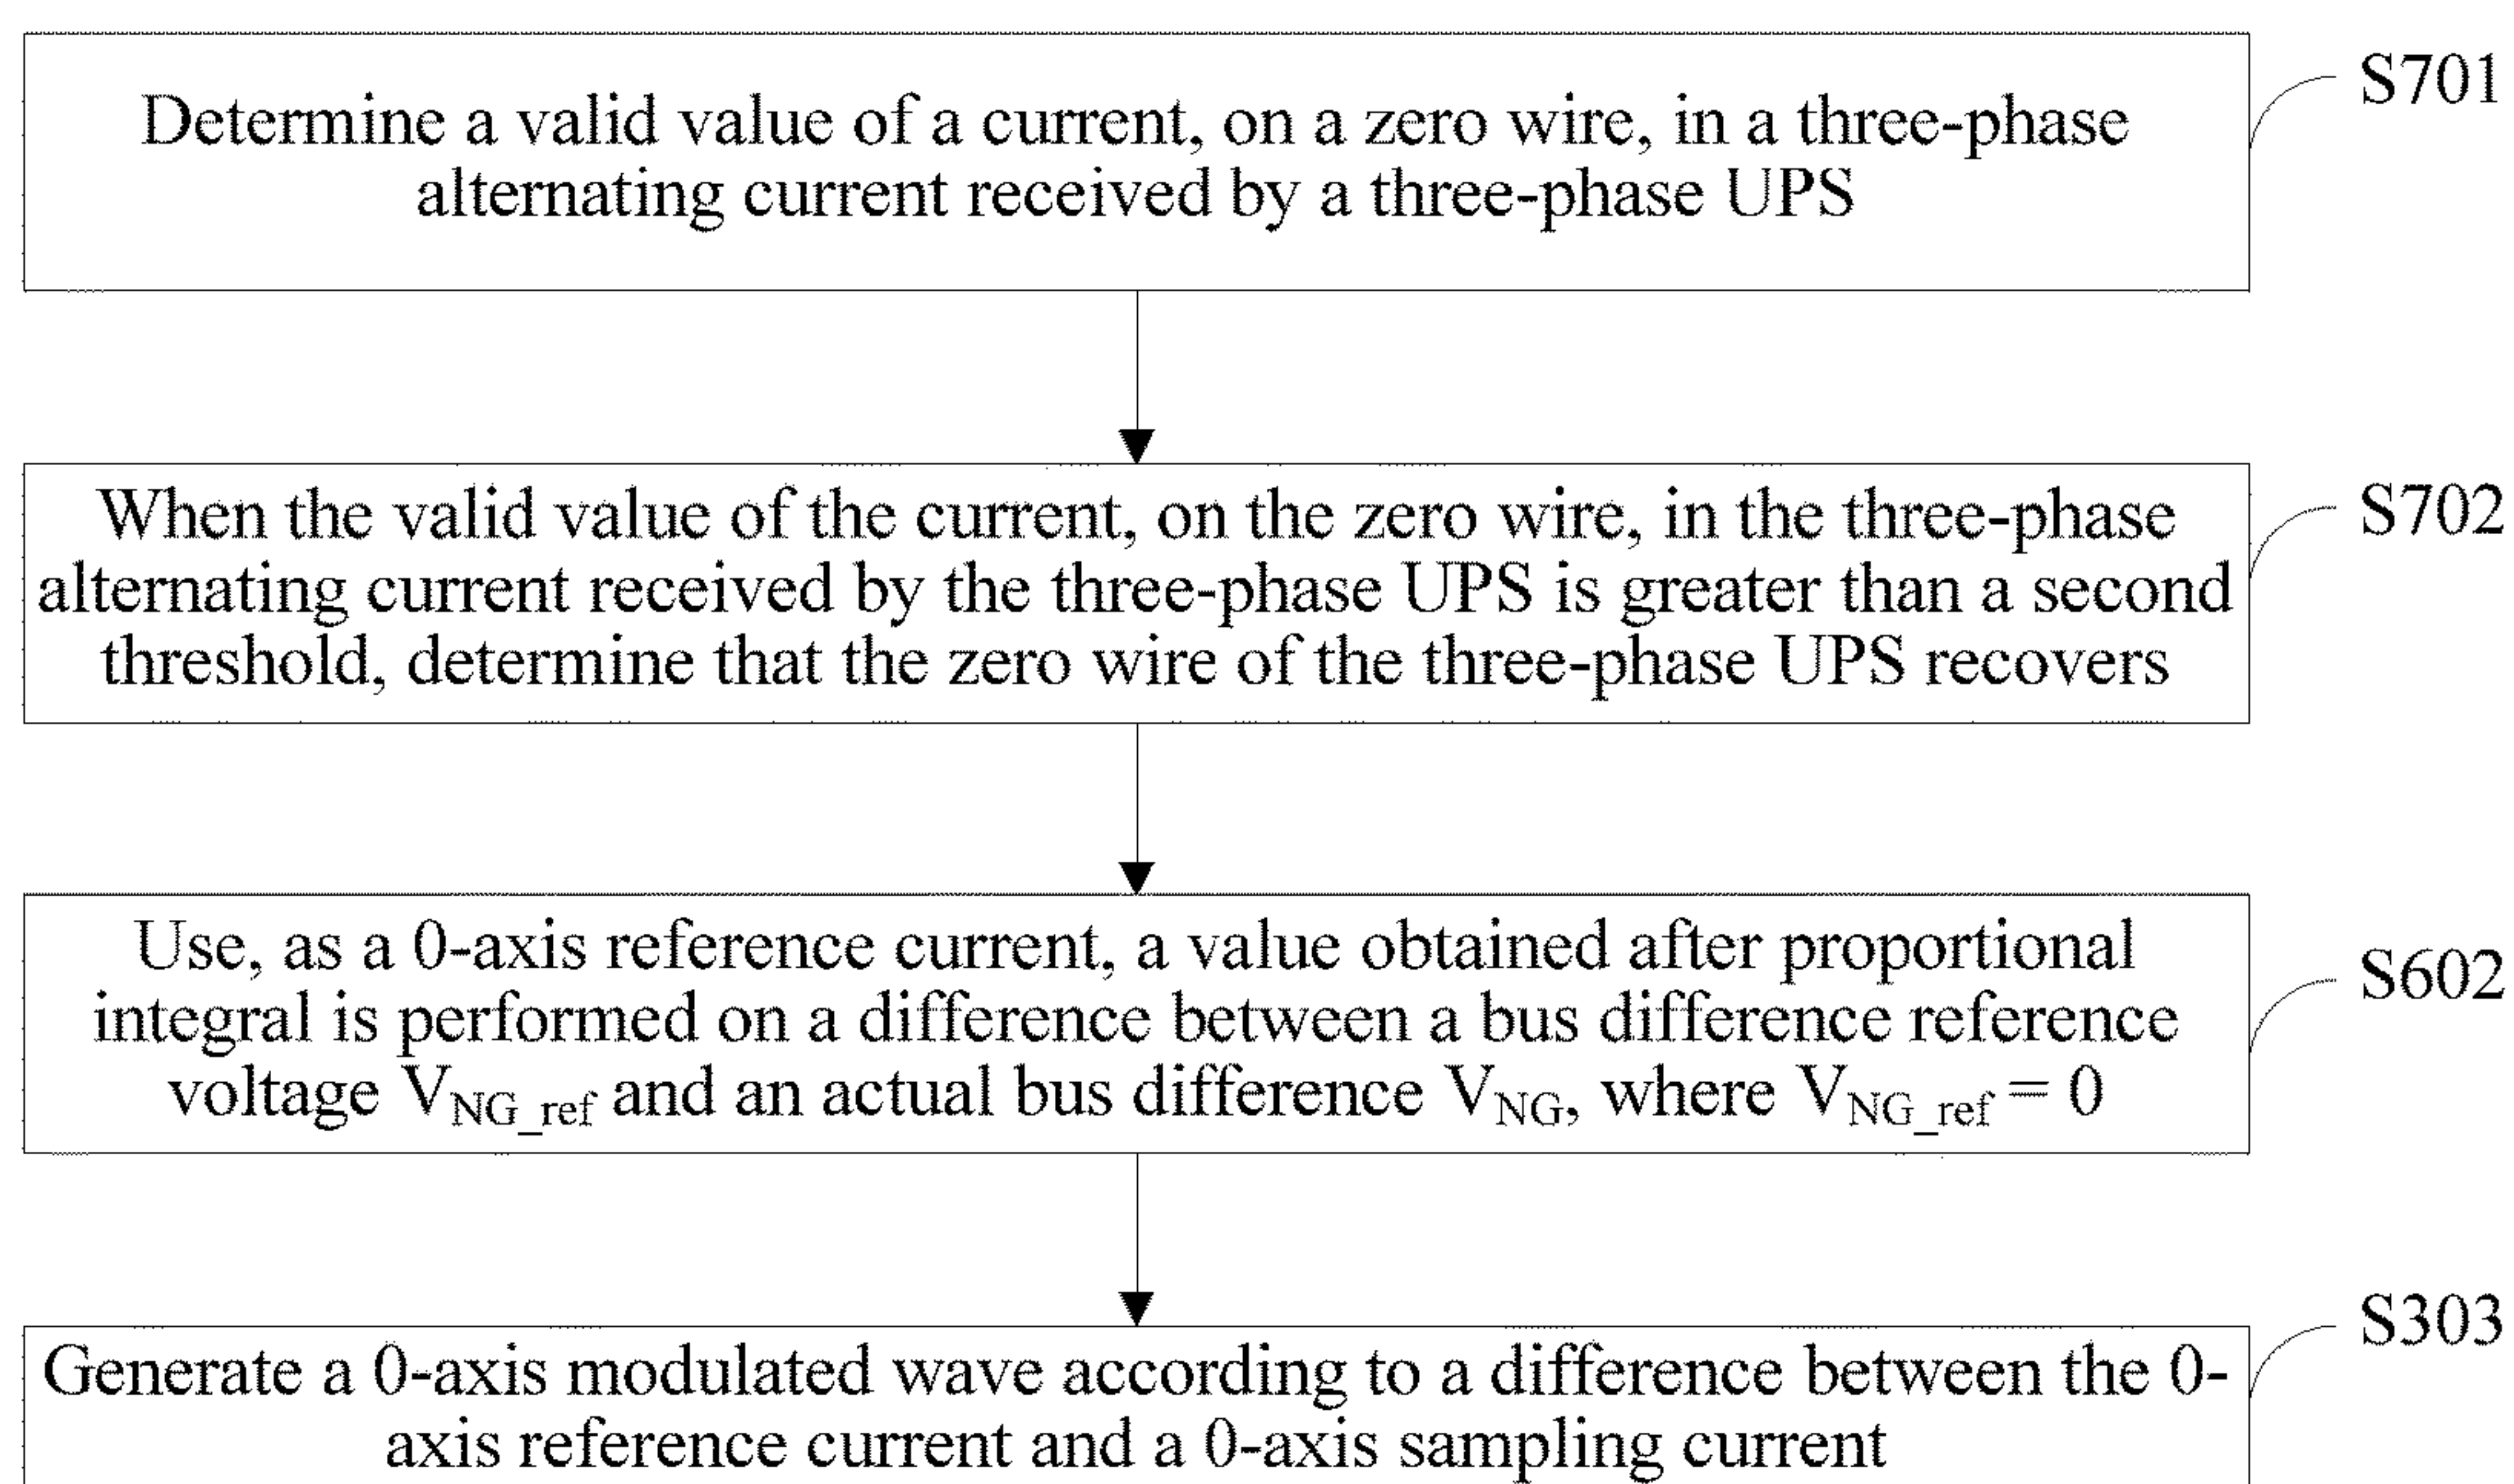 S701
Determine a valid value of a current, on a zero wire, in a three-phase
alternating current received by a three-phase UPS
S702
When the valid value of the current, on the zero wire, in the three-phase
alternating current received by the three-phase UPS is greater than a second
threshold, determine that the zero wire of the three-phase UPS recovers
Use, as a 0-axis reference current, a value obtained after proportional
S602
integral is performed on a difference between a bus difference reference
voltage V_NG_ref and an actual bus difference V_NG, where V_NG_ref = 0
S303
Generate a 0-axis modulated wave according to a difference between the 0-
axis reference current and a 0-axis sampling current